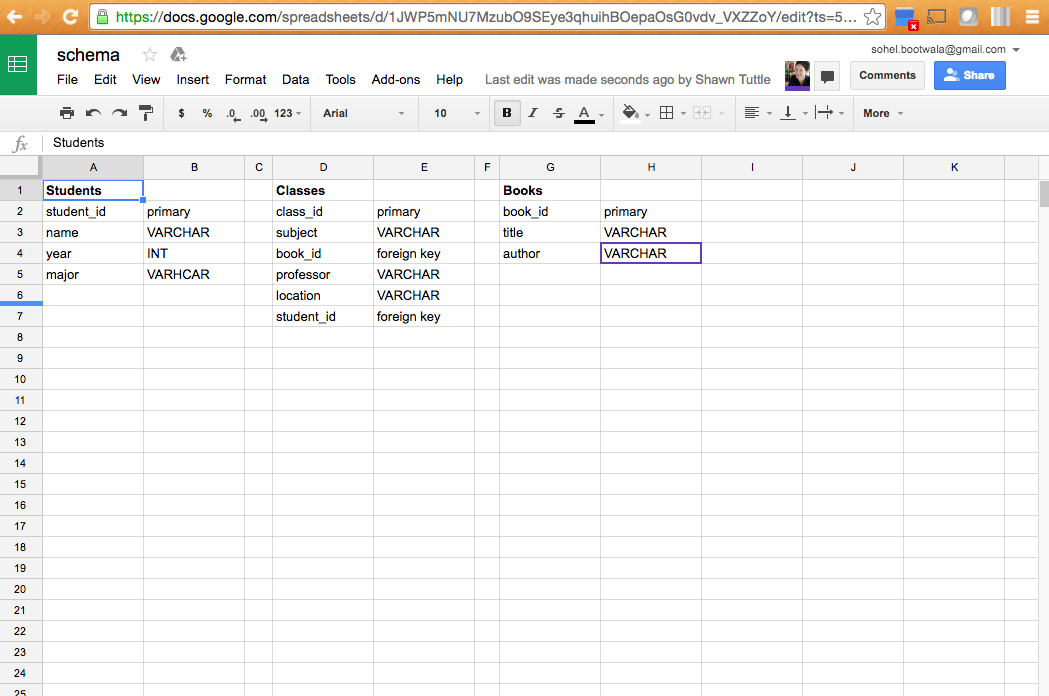 https://docs.google.com/spreadsheets/d/1JWP5mNU7MzubO9SEye3qhuihBOepaOsG0vdv_VXZZoY/edit?ts=5...
schema
sohel.bootwala@gmail.com
File Edit View Insert Format Data Tools Add-ons Help Last edit was made seconds ago by Shawn Tuttle
Comments Share
$ % .0 .00 123 Arial 10 B I S A More
fx Students
A B C D E F G H I J K
1 Students Classes Books
2 student_id primary class_id primary book_id primary
3 name VARCHAR subject VARCHAR title VARCHAR
4 year INT book_id foreign key author VARCHAR
5 major VARHCAR professor VARCHAR
6 location VARCHAR
7 student_id foreign key
8
9
10
11
12
13
14
15
16
17
18
19
20
21
22
23
24
25